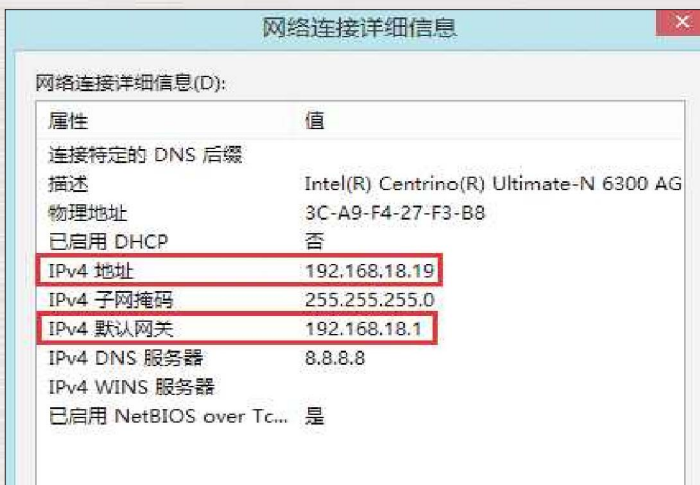 网络连接详细信息
网络连接详细信息(D):
属性 值
连接特定的 DNS 后缀
描述 Intel(R) Centrino(R) Ultimate-N 6300 AG
物理地址 3C-A9-F4-27-F3-B8
已启用 DHCP 否
IPv4 地址 192.168.18.19
IPv4 子网掩码 255.255.255.0
IPv4 默认网关 192.168.18.1
IPv4 DNS 服务器 8.8.8.8
IPv4 WINS 服务器
已启用 NetBIOS over Tc... 是